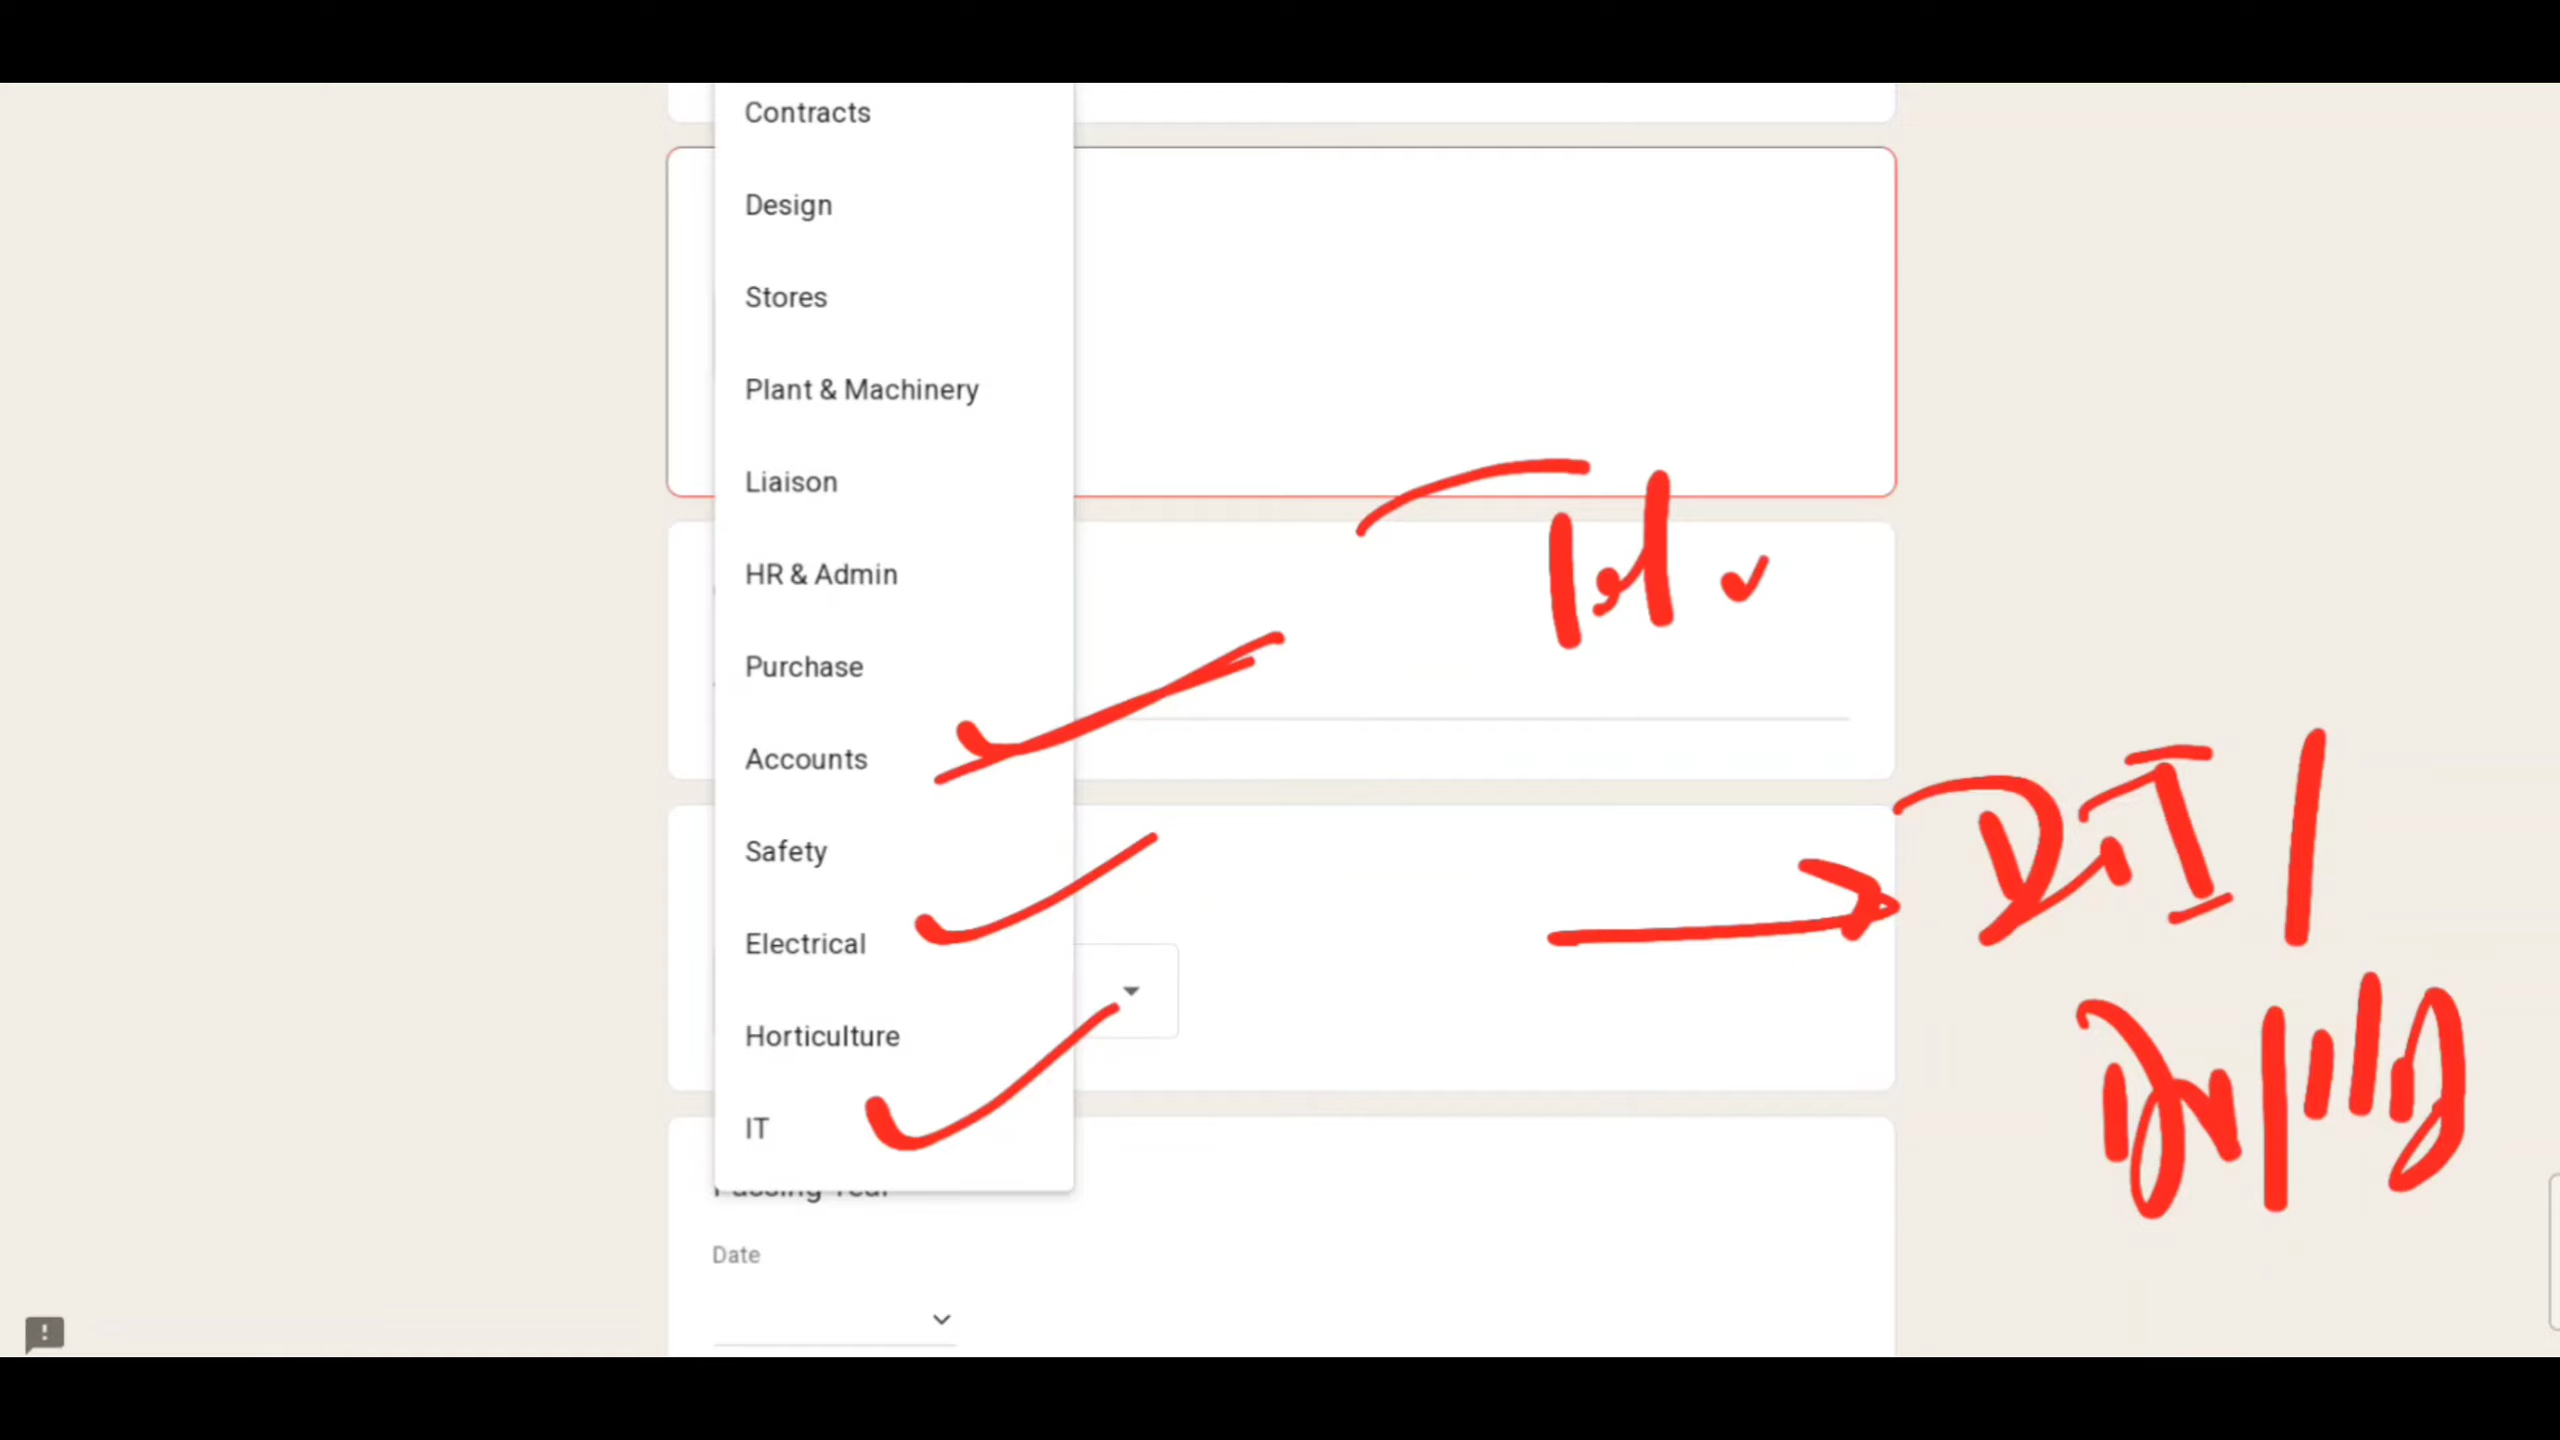 Contracts
Design
Stores
Plant & Machinery
Liaison
HR & Admin
Purchase
Accounts
Safety
Electrical
Horticulture
IT
Date